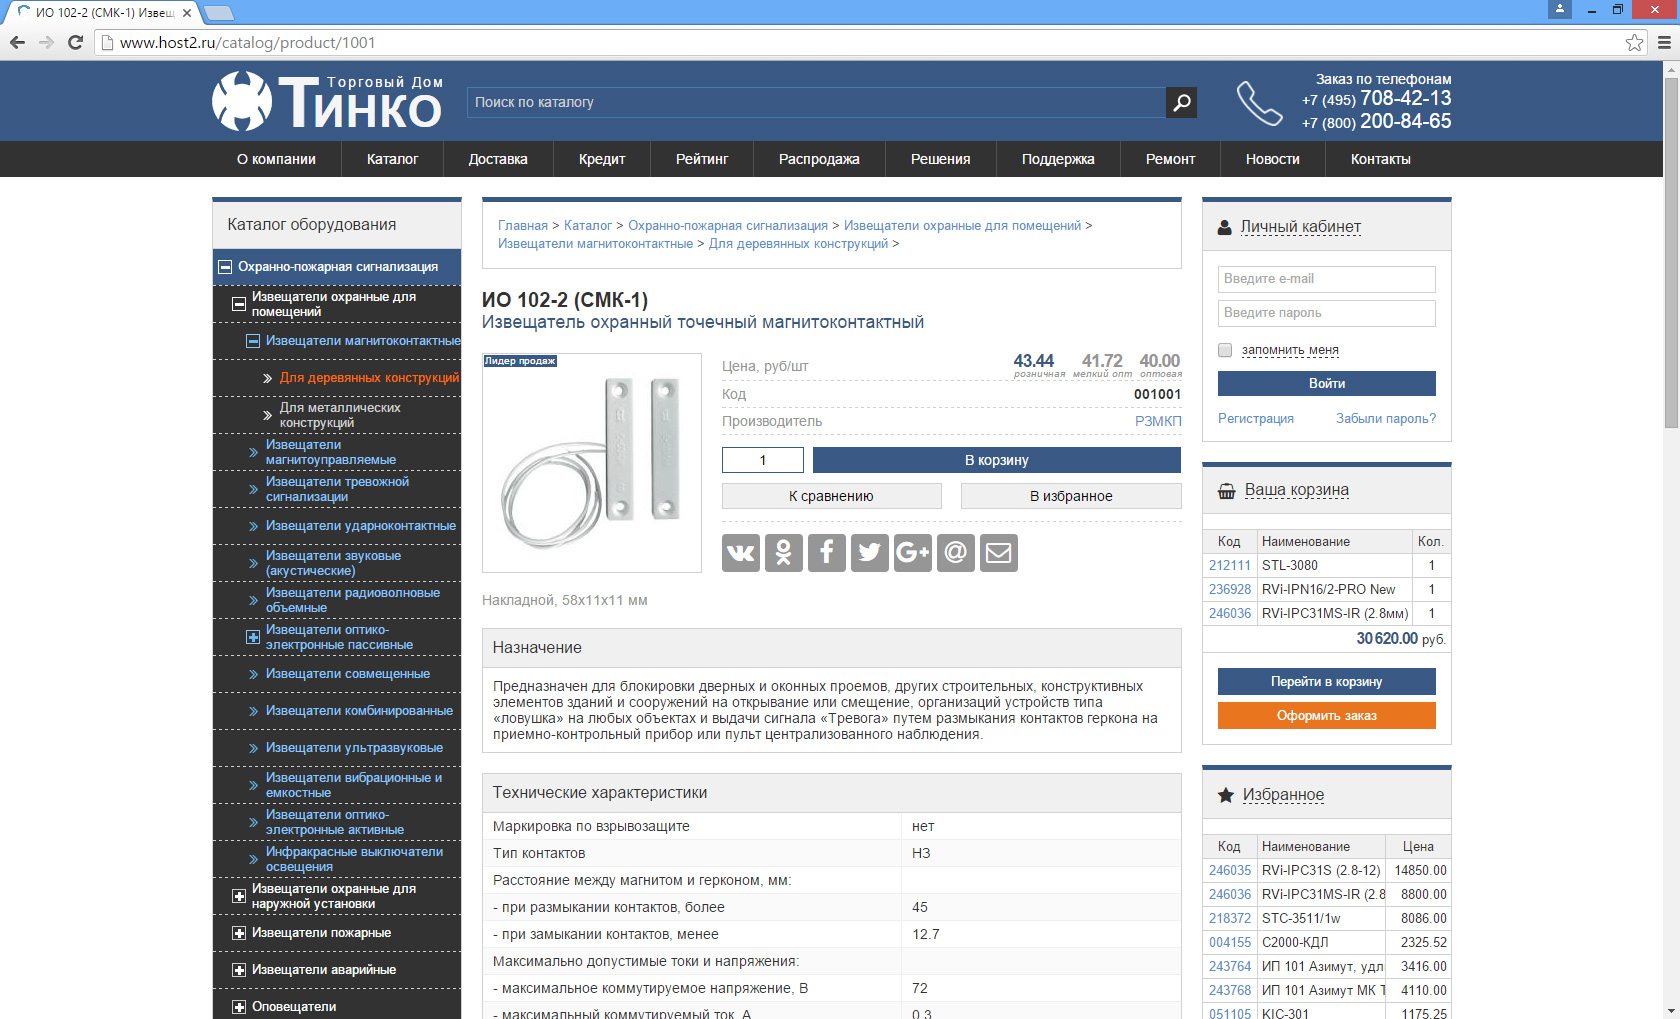 ИО 102-2 (СМК-1) Извещ
www.host2.ru/catalog/product/1001
Торговый Дом
ТИНКО
Поиск по каталогу
Заказ по телефонам
+7 (495) 708-42-13
+7 (800) 200-84-65
О компании Каталог Доставка Кредит Рейтинг Распродажа Решения Поддержка Ремонт Новости Контакты
Каталог оборудования
Охранно-пожарная сигнализация
Извещатели охранные для
помещений
Извещатели магнитоконтактные
Для деревянных конструкций
Для металлических
конструкций
Извещатели
магнитоуправляемые
Извещатели тревожной
сигнализации
Извещатели ударноконтактные
Извещатели звуковые
(акустические)
Извещатели радиоволновые
объемные
Извещатели оптико-
электронные пассивные
Извещатели совмещенные
Извещатели комбинированные
Извещатели ультразвуковые
Извещатели вибрационные и
емкостные
Извещатели оптико-
электронные активные
Инфракрасные выключатели
освещения
Извещатели охранные для
наружной установки
Извещатели пожарные
Извещатели аварийные
Оповещатели
Главная > Каталог > Охранно-пожарная сигнализация > Извещатели охранные для помещений >
Извещатели магнитоконтактные > Для деревянных конструкций >
ИО 102-2 (СМК-1)
Извещатель охранный точечный магнитоконтактный
Лидер продаж
Цена, руб/шт 43.44 41.72 40.00
розничная мелкий опт оптовая
Код 001001
Производитель РЗМКП
1 В корзину
К сравнению В избранное
Накладной, 58х11х11 мм
Назначение
Предназначен для блокировки дверных и оконных проемов, других строительных, конструктивных
элементов зданий и сооружений на открывание или смещение, организаций устройств типа
«ловушка» на любых объектах и выдачи сигнала «Тревога» путем размыкания контактов геркона на
приемно-контрольный прибор или пульт централизованного наблюдения.
Технические характеристики
Маркировка по взрывозащите нет
Тип контактов НЗ
Расстояние между магнитом и герконом, мм:
- при размыкании контактов, более 45
- при замыкании контактов, менее 12.7
Максимально допустимые токи и напряжения:
- максимальное коммутируемое напряжение, В 72
- максимальный коммутируемый ток, А 0.3
Личный кабинет
Введите e-mail
Введите пароль
запомнить меня
Войти
Регистрация Забыли пароль?
Ваша корзина
Код Наименование Кол.
212111 STL-3080 1
236928 RVi-IPN16/2-PRO New 1
246036 RVi-IPC31MS-IR (2.8мм) 1
30 620.00 руб.
Перейти в корзину
Оформить заказ
Избранное
Код Наименование Цена
246035 RVi-IPC31S (2.8-12) 14850.00
246036 RVi-IPC31MS-IR (2.8 8800.00
218372 STC-3511/1w 8086.00
004155 С2000-КДЛ 2325.52
243764 ИП 101 Азимут, удл 3416.00
243768 ИП 101 Азимут МК Т 4110.00
051105 KIC-301 1175.25